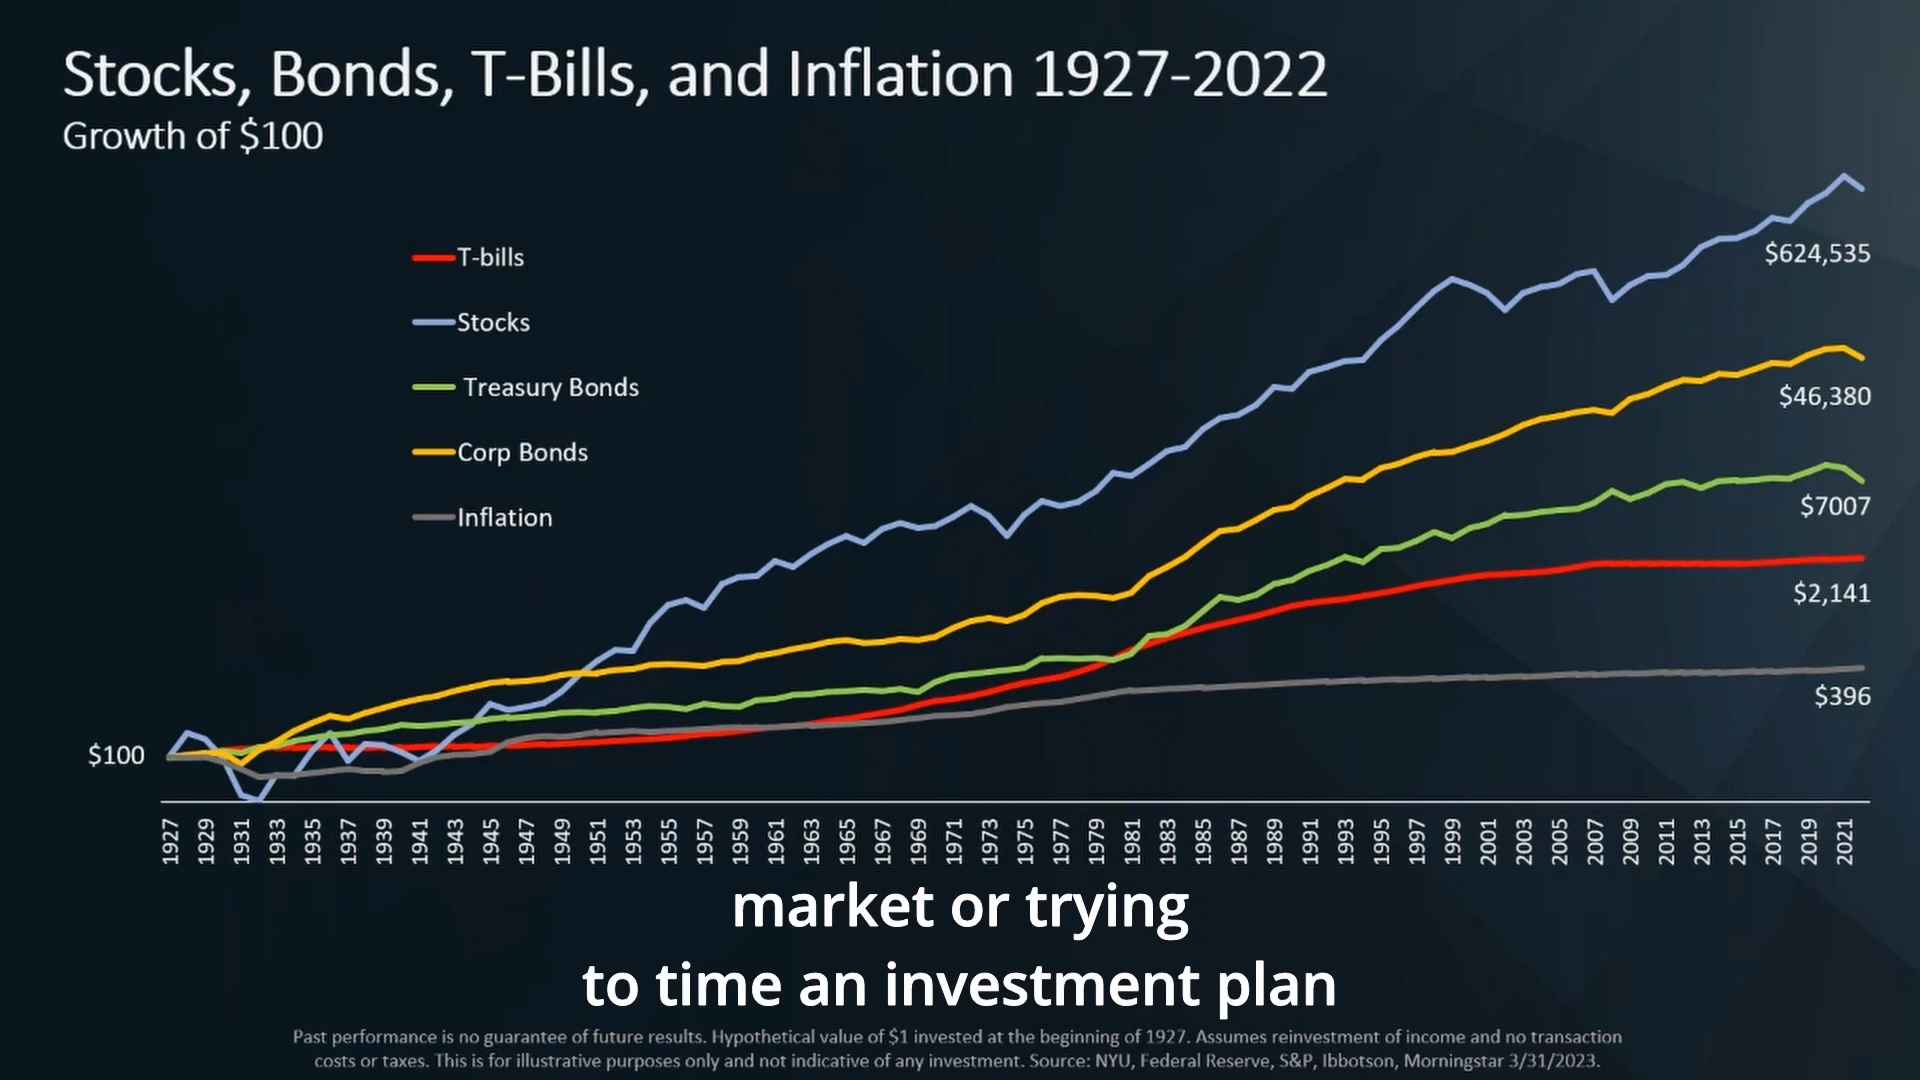 Stocks, Bonds, T-Bills, and Inflation 1927-2022
Growth of $100
T-bills
Stocks
Treasury Bonds
Corp Bonds
Inflation
$624,535
$46,380
$7007
$2,141
$396
$100
1927 1929 1931 1933 1935 1937 1939 1941 1943 1945 1947 1949 1951 1953 1955 1957 1959 1961 1963 1965 1967 1969 1971 1973 1975 1977 1979 1981 1983 1985 1987 1989 1991 1993 1995 1997 1999 2001 2003 2005 2007 2009 2011 2013 2015 2017 2019 2021
market or trying
to time an investment plan
Past performance is no guarantee of future results. Hypothetical value of $1 invested at the beginning of 1927. Assumes reinvestment of income and no transaction
costs or taxes. This is for illustrative purposes only and not indicative of any investment. Source: NYU, Federal Reserve, S&P, Ibbotson, Morningstar 3/31/2023.